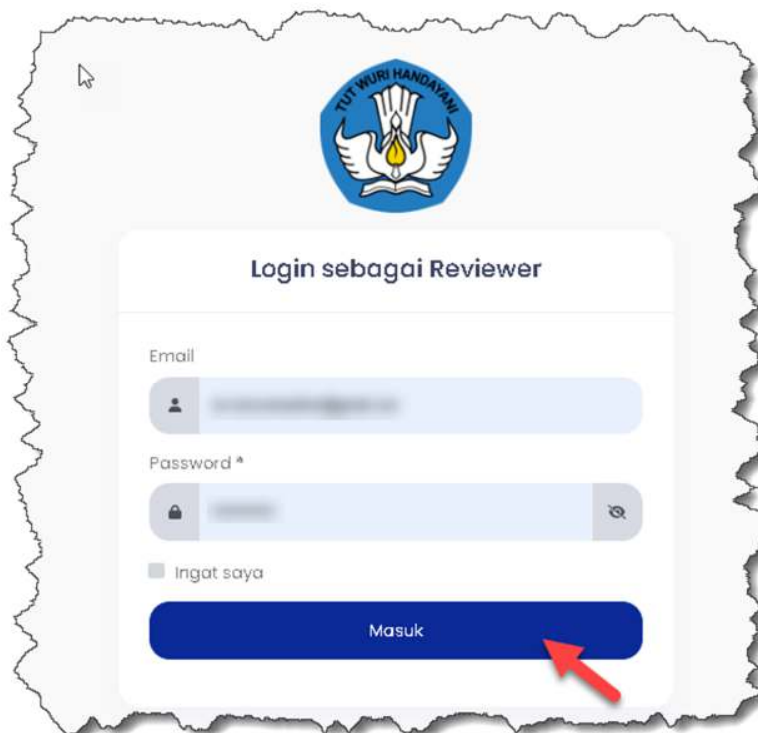 TUT WURI HANDAYANI
Login sebagai Reviewer
Email
Password *
Ingat saya
Masuk